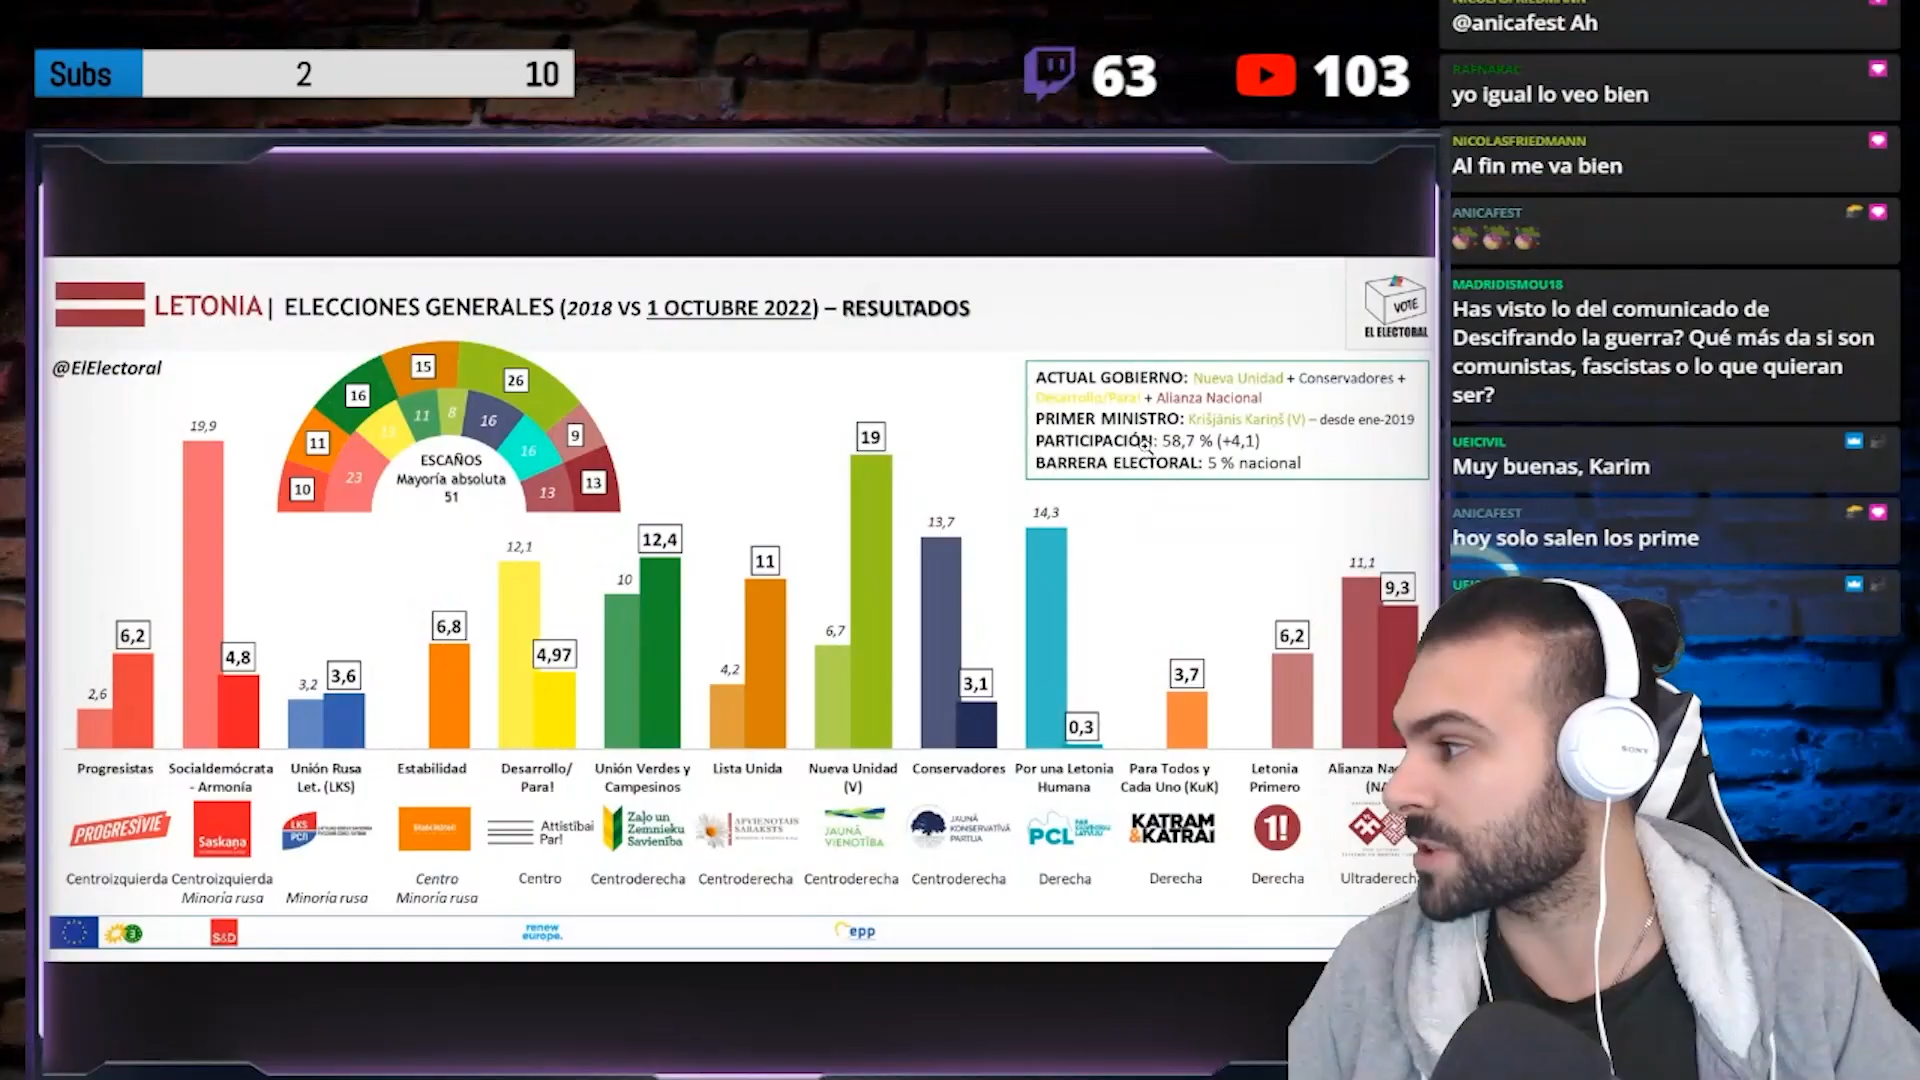 Subs 2 10
63 103
LETONIA | ELECCIONES GENERALES (2018 VS 1 OCTUBRE 2022) – RESULTADOS
VOTE
EL ELECTORAL
@ElElectoral
15
26
16
11
9
10
13
11
8
16
16
23
13
ESCAÑOS
Mayoría absoluta
51
ACTUAL GOBIERNO: Nueva Unidad + Conservadores +
Desarrollo/Para! + Alianza Nacional
PRIMER MINISTRO: Krišjānis Kariņš (V) – desde ene-2019
PARTICIPACIÓN: 58,7 % (+4,1)
BARRERA ELECTORAL: 5 % nacional
2,6 6,2
19,9 4,8
3,2 3,6
6,8
12,1 4,97
10 12,4
4,2 11
6,7 19
13,7 3,1
14,3 0,3
3,7
6,2
11,1 9,3
Progresistas
Socialdemócrata
- Armonía
Unión Rusa
Let. (LKS)
Estabilidad
Desarrollo/
Para!
Unión Verdes y
Campesinos
Lista Unida
Nueva Unidad
(V)
Conservadores
Por una Letonia
Humana
Para Todos y
Cada Uno (KuK)
Letonia
Primero
Alianza
PROGRESĪVIE
Saskaņa
LKS
РСЛ
Attīstībai
Par!
Zaļo un
Zemnieku
Savienība
APVIENOTAIS
SARAKSTS
JAUNĀ
VIENOTĪBA
JAUNĀ
KONSERVATĪVĀ
PARTIJA
PCL
KATRAM
&KATRAI
1!
Centroizquierda
Centroizquierda
Minoría rusa
Minoría rusa
Centro
Minoría rusa
Centro
Centroderecha
Centroderecha
Centroderecha
Centroderecha
Derecha
Derecha
Derecha
S&D
renew
europe.
epp
@anicafest Ah
RAFNARAC
yo igual lo veo bien
NICOLASFRIEDMANN
Al fin me va bien
ANICAFEST
MADRIDISMOU18
Has visto lo del comunicado de
Descifrando la guerra? Qué más da si son
comunistas, fascistas o lo que quieran
ser?
UEICIVIL
Muy buenas, Karim
ANICAFEST
hoy solo salen los prime
SONY